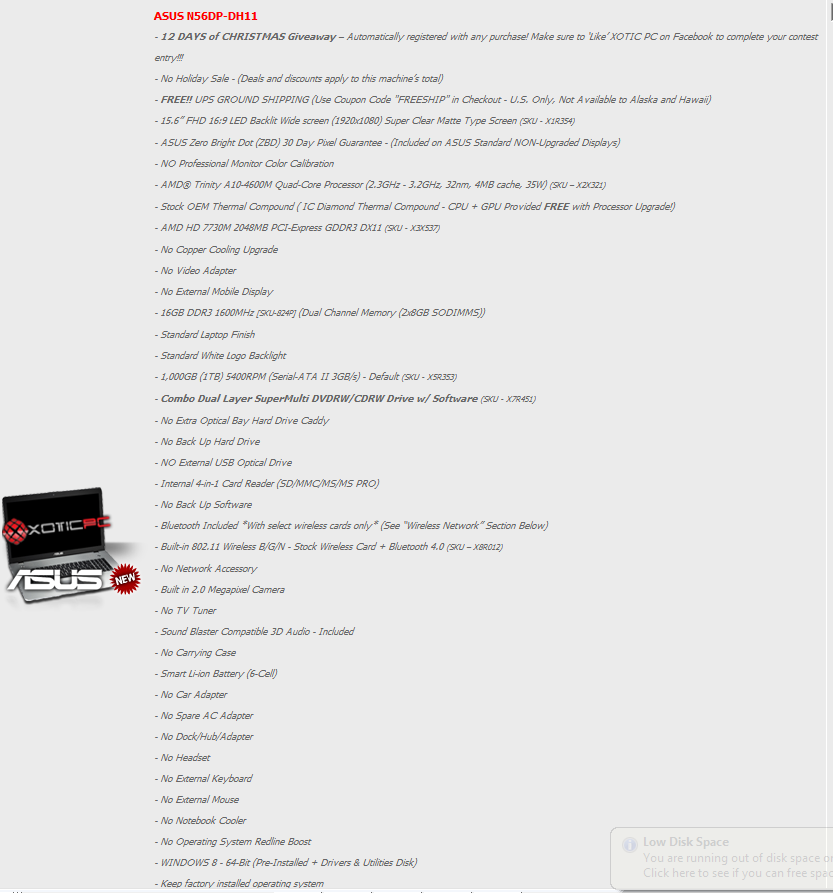 ASUS N56DP-DH11
- 12 DAYS of CHRISTMAS Giveaway – Automatically registered with any purchase! Make sure to 'Like' XOTIC PC on Facebook to complete your contest
entry!!!
- No Holiday Sale - (Deals and discounts apply to this machine's total)
- FREE!! UPS GROUND SHIPPING (Use Coupon Code "FREESHIP" in Checkout - U.S. Only, Not Available to Alaska and Hawaii)
- 15.6" FHD 16:9 LED Backlit Wide screen (1920x1080) Super Clear Matte Type Screen (SKU - X1R354)
- ASUS Zero Bright Dot (ZBD) 30 Day Pixel Guarantee - (Included on ASUS Standard NON-Upgraded Displays)
- NO Professional Monitor Color Calibration
- AMD® Trinity A10-4600M Quad-Core Processor (2.3GHz - 3.2GHz, 32nm, 4MB cache, 35W) (SKU – X2X321)
- Stock OEM Thermal Compound ( IC Diamond Thermal Compound - CPU + GPU Provided FREE with Processor Upgrade!)
- AMD HD 7730M 2048MB PCI-Express GDDR3 DX11 (SKU - X3X537)
- No Copper Cooling Upgrade
- No Video Adapter
- No External Mobile Display
- 16GB DDR3 1600MHz [SKU-824P] (Dual Channel Memory (2x8GB SODIMMS))
- Standard Laptop Finish
- Standard White Logo Backlight
- 1,000GB (1TB) 5400RPM (Serial-ATA II 3GB/s) - Default (SKU - X5R353)
- Combo Dual Layer SuperMulti DVDRW/CDRW Drive w/ Software (SKU - X7R451)
- No Extra Optical Bay Hard Drive Caddy
- No Back Up Hard Drive
- NO External USB Optical Drive
- Internal 4-in-1 Card Reader (SD/MMC/MS/MS PRO)
- No Back Up Software
- Bluetooth Included *With select wireless cards only* (See "Wireless Network" Section Below)
XOTICPC
- Built-in 802.11 Wireless B/G/N - Stock Wireless Card + Bluetooth 4.0 (SKU – X8R012)
- No Network Accessory
ASUS NEW
- Built in 2.0 Megapixel Camera
- No TV Tuner
- Sound Blaster Compatible 3D Audio - Included
- No Carrying Case
- Smart Li-ion Battery (6-Cell)
- No Car Adapter
- No Spare AC Adapter
- No Dock/Hub/Adapter
- No Headset
- No External Keyboard
- No External Mouse
- No Notebook Cooler
- No Operating System Redline Boost
- WINDOWS 8 - 64-Bit (Pre-Installed + Drivers & Utilities Disk)
- Keep factory installed operating system
Low Disk Space
You are running out of disk space
Click here to see if you can free